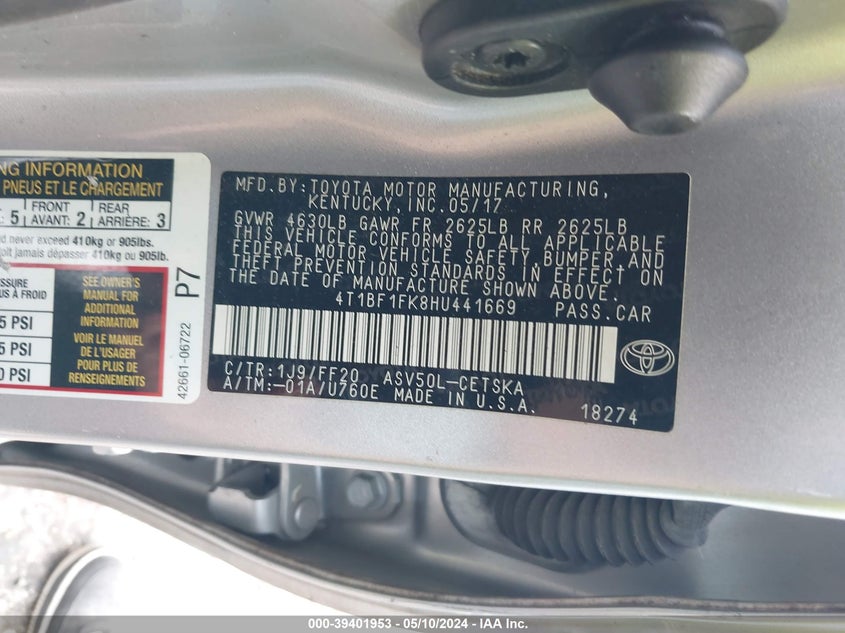 NG INFORMATION
PNEUS ET LE CHARGEMENT
5 FRONT AVANT: 2 REAR ARRIÈRE: 3
never exceed 410kg or 905lbs.
oit jamais dépasser 410kg ou 905lb.
ESSURE
US À FROID
5 PSI
5 PSI
0 PSI
SEE OWNER'S
MANUAL FOR
ADDITIONAL
INFORMATION
VOIR LE MANUEL
DE L'USAGER
POUR PLUS DE
RENSEIGNEMENTS
P7
42661-06722
MFD.BY:TOYOTA MOTOR MANUFACTURING,
KENTUCKY, INC.05/17
GVWR 4630LB GAWR FR 2625LB RR 2625LB
THIS VEHICLE CONFORMS TO ALL APPLICABLE
FEDERAL MOTOR VEHICLE SAFETY, BUMPER, AND
THEFT PREVENTION STANDARDS IN EFFECT ON
THE DATE OF MANUFACTURE SHOWN ABOVE.
4T1BF1FK8HU441669 PASS.CAR
C/TR:1J9/FF20 ASV50L-CETSKA
A/TM:-01A/U760E MADE IN U.S.A. 18274
000-39401953 - 05/10/2024 - IAA Inc.